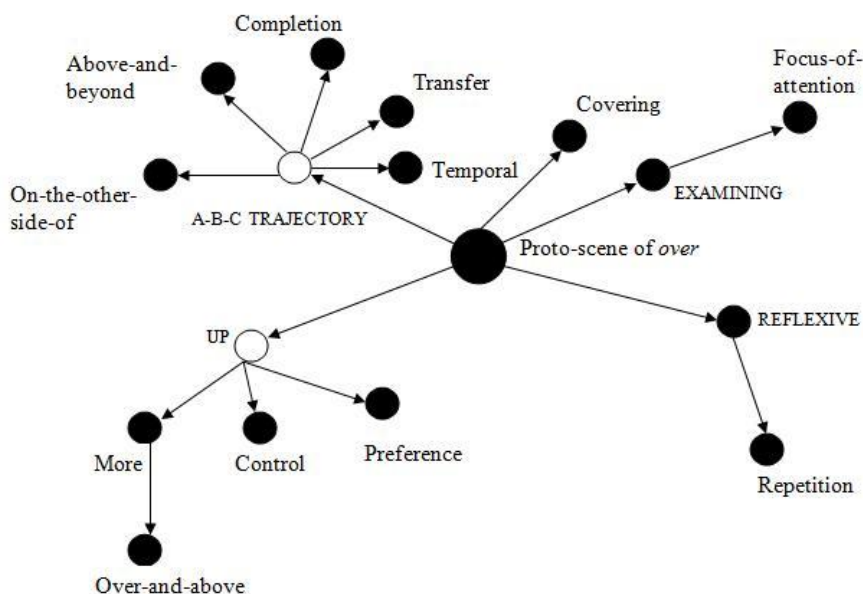 Completion
Above-and-
beyond
Transfer
Focus-of-
attention
Covering
Temporal
On-the-other-
side-of
A-B-C TRAJECTORY
EXAMINING
Proto-scene of over
REFLEXIVE
UP
More
Control
Preference
Repetition
Over-and-above